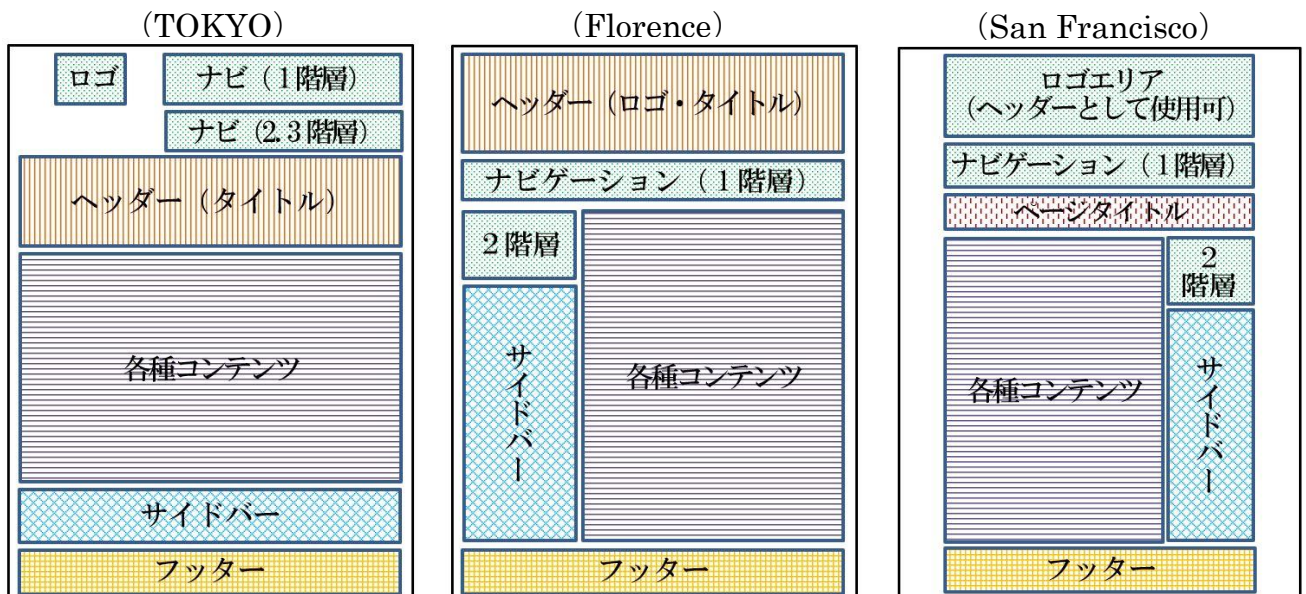 （TOKYO）
ロゴ
ナビ（１階層）
ナビ（2.3階層）
ヘッダー（タイトル）
各種コンテンツ
サイドバー
フッター
（Florence）
ヘッダー（ロゴ・タイトル）
ナビゲーション（１階層）
２階層
サイドバー
各種コンテンツ
フッター
（San Francisco）
ロゴエリア
（ヘッダーとして使用可）
ナビゲーション（１階層）
ページタイトル
各種コンテンツ
２
階層
サイドバー
フッター